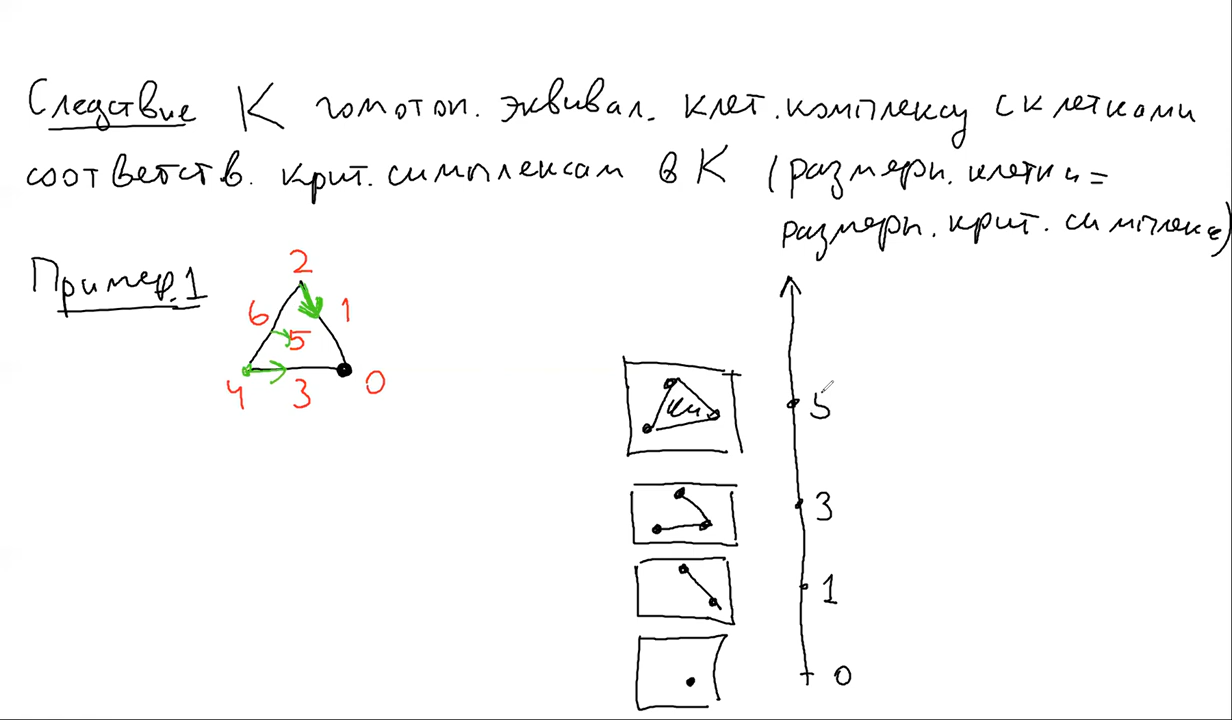 Следствие K гомотоп. эквивал. клет. комплексу с клетками
соответств. крит. симплексам в K (размерн. клетки =
размерн. крит. симплекс)
Пример. 1
2
6 1
5
4 3 0
5
3
1
0